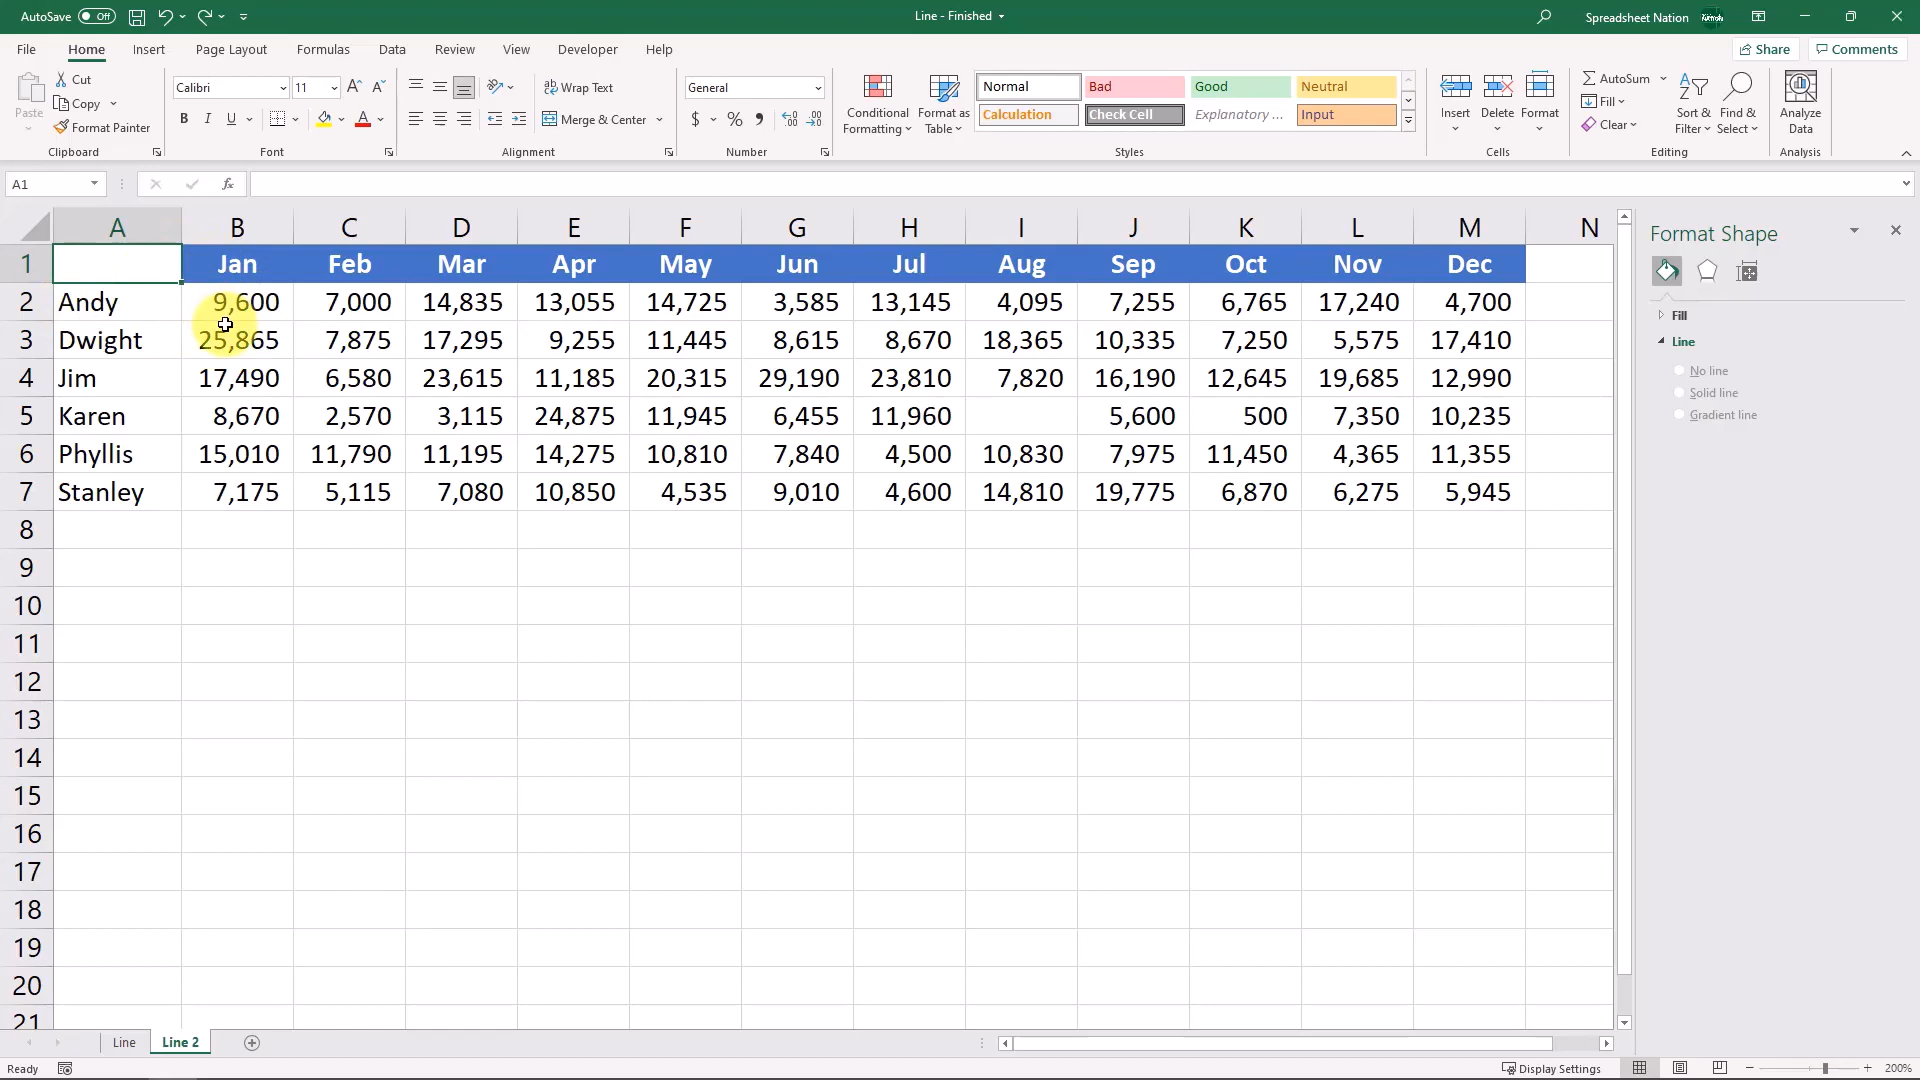 AutoSave Off Line - Finished Spreadsheet Nation
File Home Insert Page Layout Formulas Data Review View Developer Help Share Comments
Paste
Cut
Copy
Format Painter
Clipboard
Calibri 11
B I U
Font
Wrap Text
Merge & Center
Alignment
General
$ % 9
Number
Conditional
Formatting
Format as
Table
Normal Bad Good Neutral
Calculation Check Cell Explanatory ... Input
Styles
Insert Delete Format
Cells
AutoSum
Fill
Clear
Sort &
Filter
Find &
Select
Editing
Analyze
Data
Analysis
A1 fx
A B C D E F G H I J K L M N
1 Jan Feb Mar Apr May Jun Jul Aug Sep Oct Nov Dec
2 Andy 9,600 7,000 14,835 13,055 14,725 3,585 13,145 4,095 7,255 6,765 17,240 4,700
3 Dwight 25,865 7,875 17,295 9,255 11,445 8,615 8,670 18,365 10,335 7,250 5,575 17,410
4 Jim 17,490 6,580 23,615 11,185 20,315 29,190 23,810 7,820 16,190 12,645 19,685 12,990
5 Karen 8,670 2,570 3,115 24,875 11,945 6,455 11,960 5,600 500 7,350 10,235
6 Phyllis 15,010 11,790 11,195 14,275 10,810 7,840 4,500 10,830 7,975 11,450 4,365 11,355
7 Stanley 7,175 5,115 7,080 10,850 4,535 9,010 4,600 14,810 19,775 6,870 6,275 5,945
8
9
10
11
12
13
14
15
16
17
18
19
20
21
Format Shape
Fill
Line
No line
Solid line
Gradient line
Line Line 2
Ready Display Settings 200%